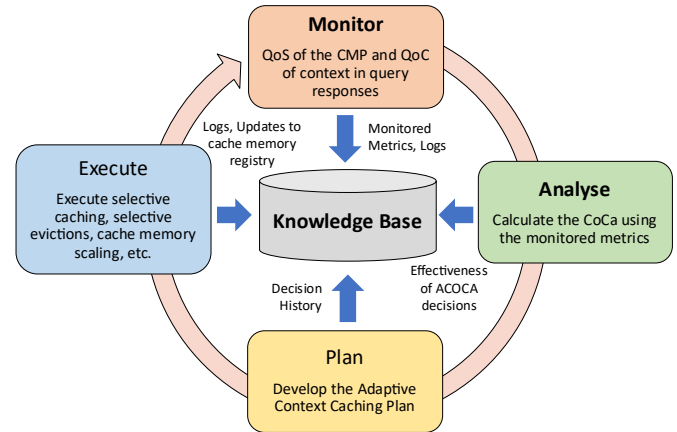 Monitor
QoS of the CMP and QoC
of context in query
responses
Logs, Updates to
cache memory
registry
Monitored
Metrics, Logs
Execute
Execute selective
caching, selective
evictions, cache memory
scaling, etc.
Knowledge Base
Analyse
Calculate the CoCa using
the monitored metrics
Decision
History
Effectiveness
of ACOCA
decisions
Plan
Develop the Adaptive
Context Caching Plan